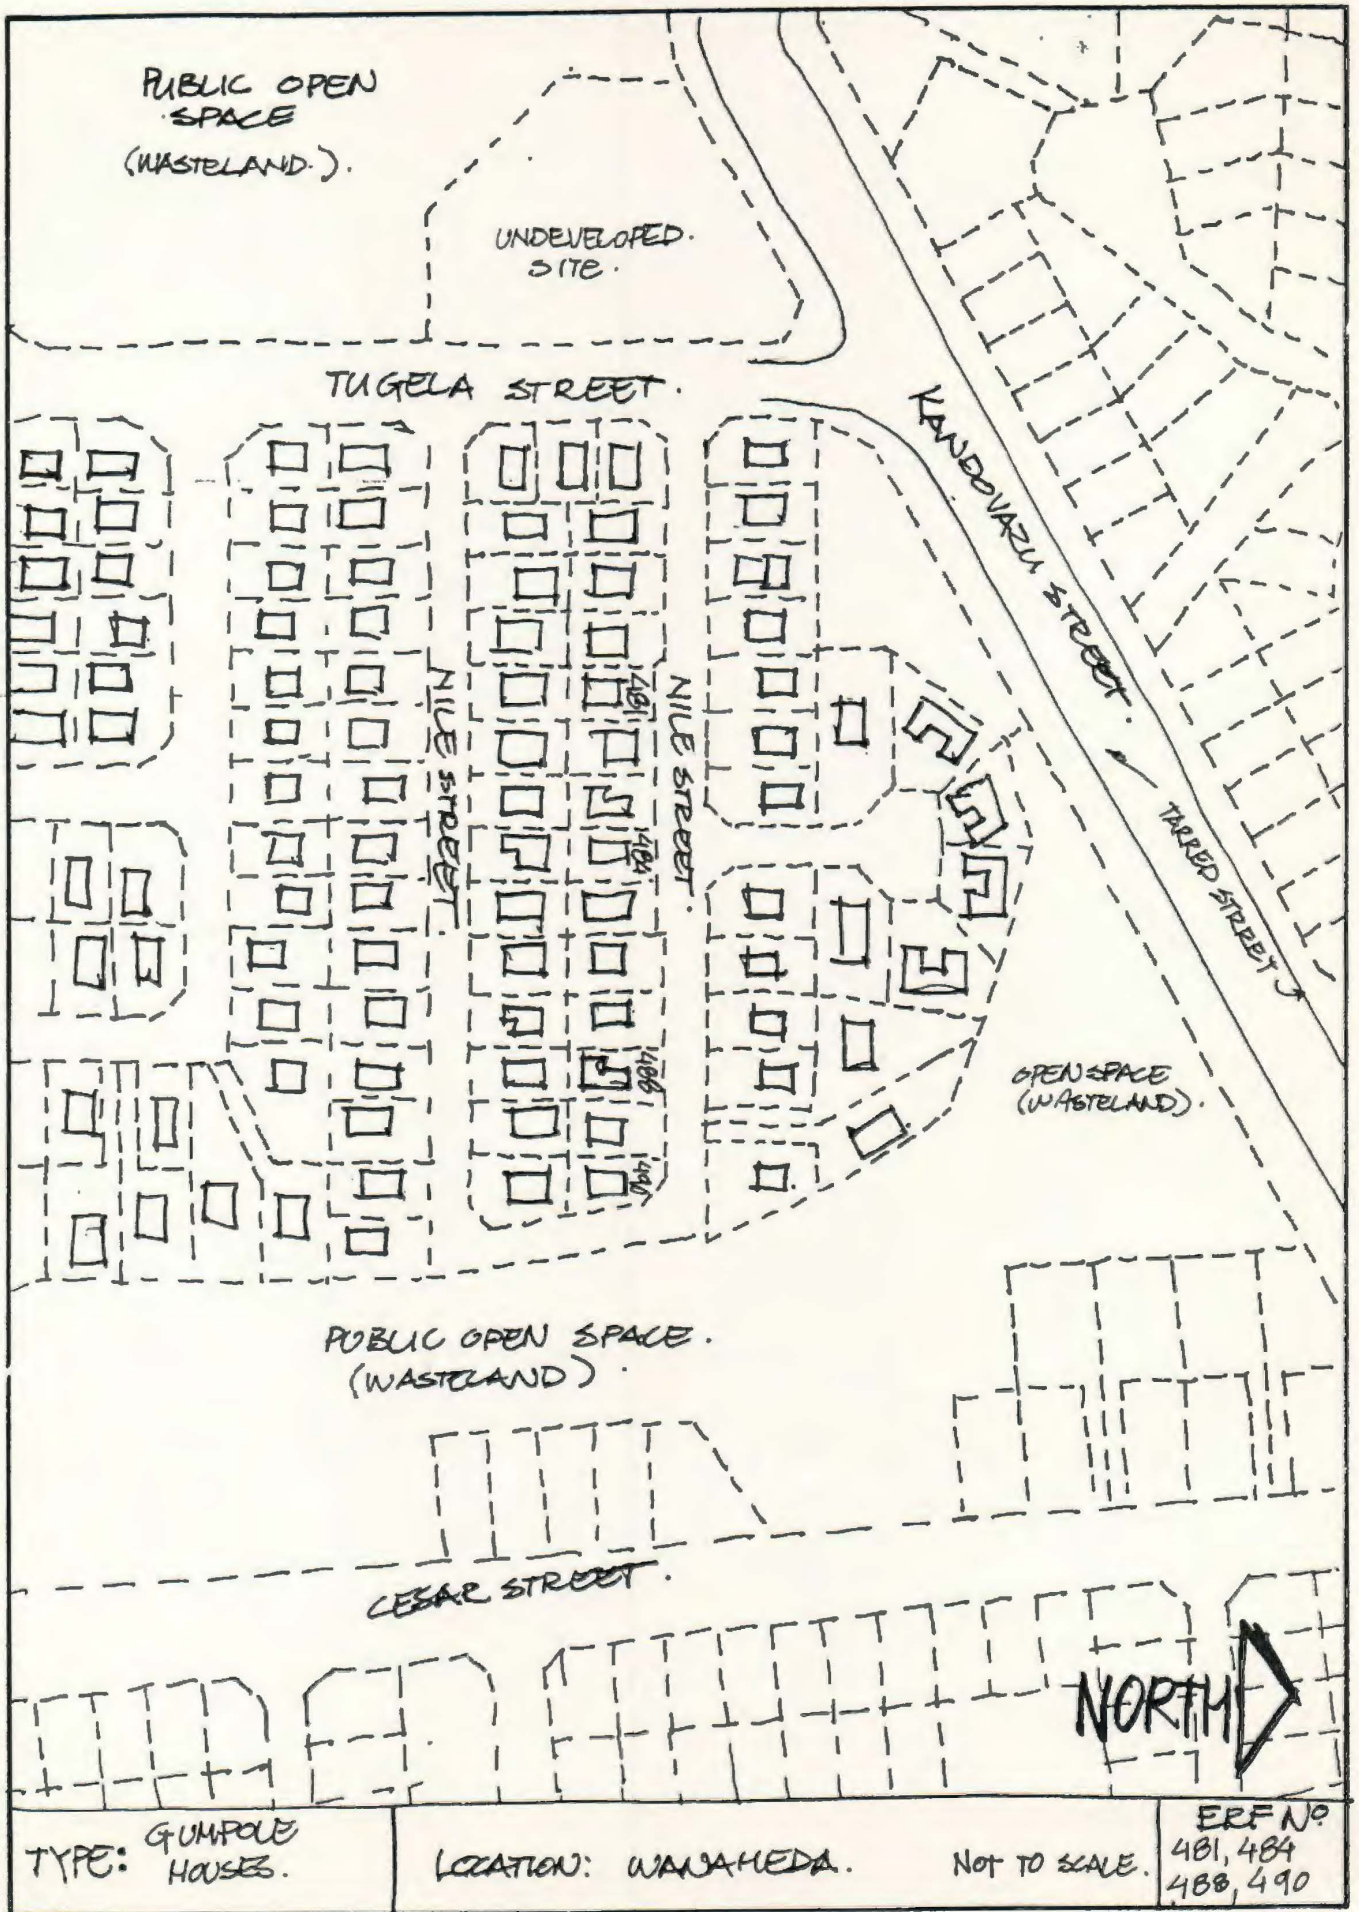 PUBLIC OPEN
SPACE
(WASTELAND.).
UNDEVELOPED.
SITE.
TUGELA STREET.
KANDOVAZU STREET.
TARRED STREET
NILE STREET.
NILE STREET.
481
484
488
490
OPEN SPACE
(WASTELAND).
PUBLIC OPEN SPACE.
(WASTELAND).
CESAR STREET.
NORTH
TYPE: GUMPOLE
HOUSES.
LOCATION: WANAHEDA.
NOT TO SCALE.
ERF Nº
481, 484
488, 490